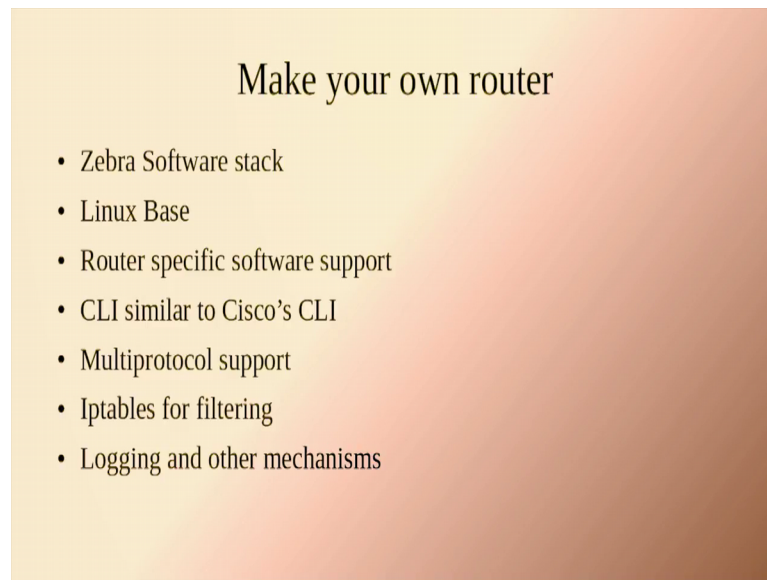 Make your own router
• Zebra Software stack
• Linux Base
• Router specific software support
• CLI similar to Cisco’s CLI
• Multiprotocol support
• Iptables for filtering
• Logging and other mechanisms